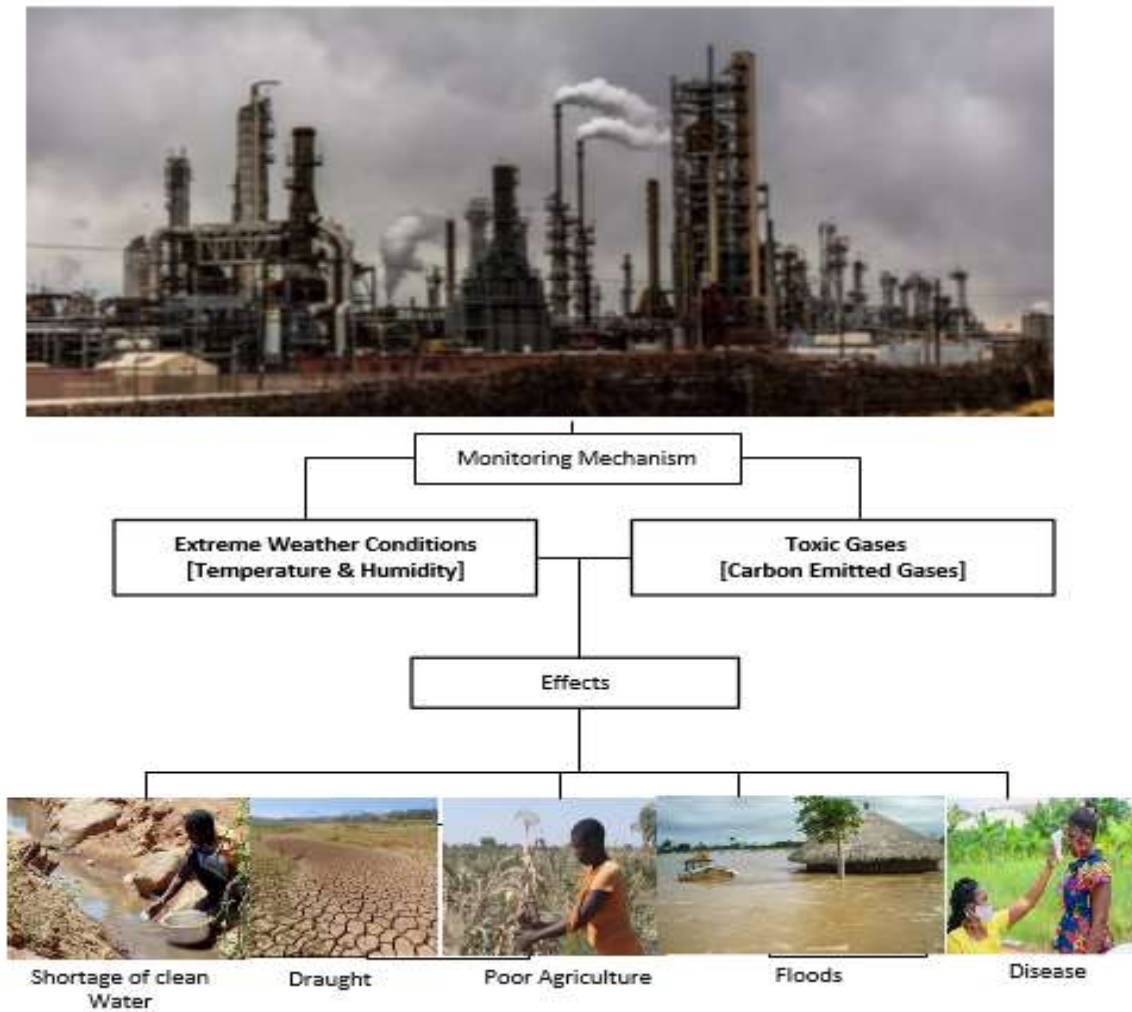 Monitoring Mechanism
Extreme Weather Conditions
[Temperature & Humidity]
Toxic Gases
[Carbon Emitted Gases]
Effects
Shortage of clean
Water
Draught
Poor Agriculture
Floods
Disease